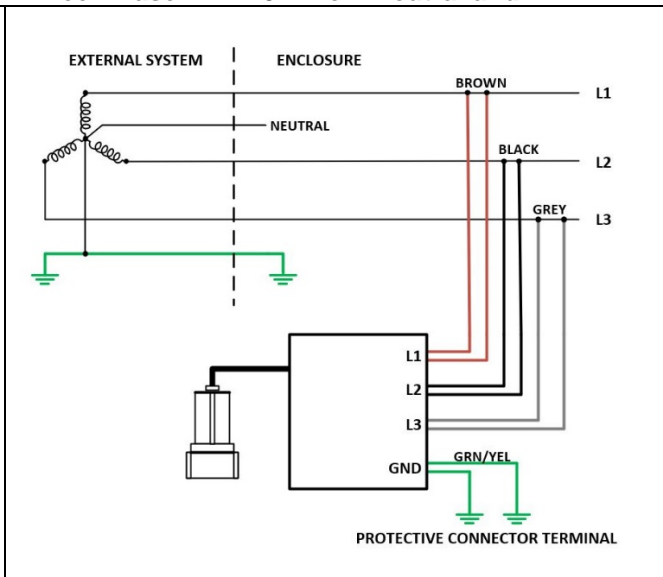 EXTERNAL SYSTEM
ENCLOSURE
BROWN
L1
NEUTRAL
BLACK
L2
GREY
L3
L1
L2
L3
GRN/YEL
GND
PROTECTIVE CONNECTOR TERMINAL